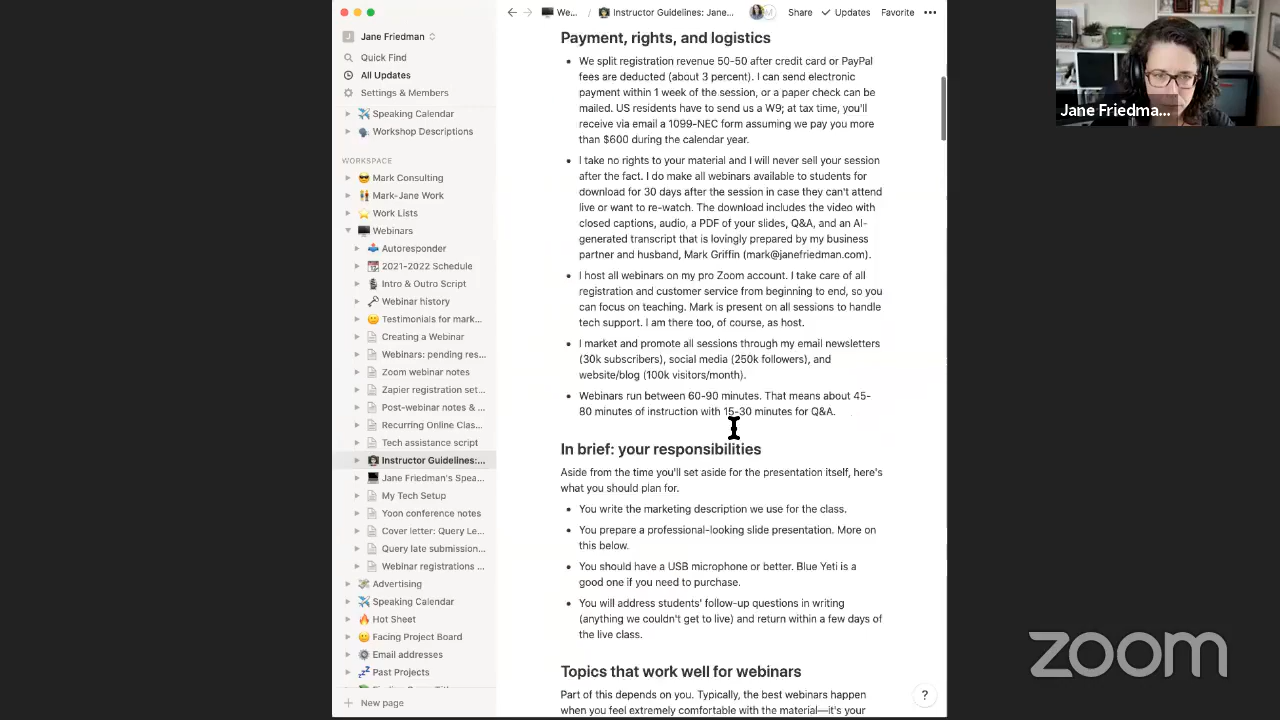 Jane Friedman
Quick Find
All Updates
Settings & Members
Speaking Calendar
Workshop Descriptions
WORKSPACE
Mark Consulting
Mark-Jane Work
Work Lists
Webinars
Autoresponder
2021-2022 Schedule
Intro & Outro Script
Webinar history
Testimonials for mark...
Creating a Webinar
Webinars: pending res...
Zoom webinar notes
Zapier registration set...
Post-webinar notes & ...
Recurring Online Clas...
Tech assistance script
Instructor Guidelines:...
Jane Friedman's Spea...
My Tech Setup
Yoon conference notes
Cover letter: Query Le...
Query late submission...
Webinar registrations ...
Advertising
Speaking Calendar
Hot Sheet
Facing Project Board
Email addresses
Past Projects
New page
We... / Instructor Guidelines: Jane... Share Updates Favorite
Payment, rights, and logistics
• We split registration revenue 50-50 after credit card or PayPal
fees are deducted (about 3 percent). I can send electronic
payment within 1 week of the session, or a paper check can be
mailed. US residents have to send us a W9; at tax time, you'll
receive via email a 1099-NEC form assuming we pay you more
than $600 during the calendar year.
• I take no rights to your material and I will never sell your session
after the fact. I do make all webinars available to students for
download for 30 days after the session in case they can't attend
live or want to re-watch. The download includes the video with
closed captions, audio, a PDF of your slides, Q&A, and an AI-
generated transcript that is lovingly prepared by my business
partner and husband, Mark Griffin (mark@janefriedman.com).
• I host all webinars on my pro Zoom account. I take care of all
registration and customer service from beginning to end, so you
can focus on teaching. Mark is present on all sessions to handle
tech support. I am there too, of course, as host.
• I market and promote all sessions through my email newsletters
(30k subscribers), social media (250k followers), and
website/blog (100k visitors/month).
• Webinars run between 60-90 minutes. That means about 45-
80 minutes of instruction with 15-30 minutes for Q&A.
In brief: your responsibilities
Aside from the time you'll set aside for the presentation itself, here's
what you should plan for.
• You write the marketing description we use for the class.
• You prepare a professional-looking slide presentation. More on
this below.
• You should have a USB microphone or better. Blue Yeti is a
good one if you need to purchase.
• You will address students' follow-up questions in writing
(anything we couldn't get to live) and return within a few days of
the live class.
Topics that work well for webinars
Part of this depends on you. Typically, the best webinars happen
when you feel extremely comfortable with the material—it's your
?
Jane Friedma...
zoom